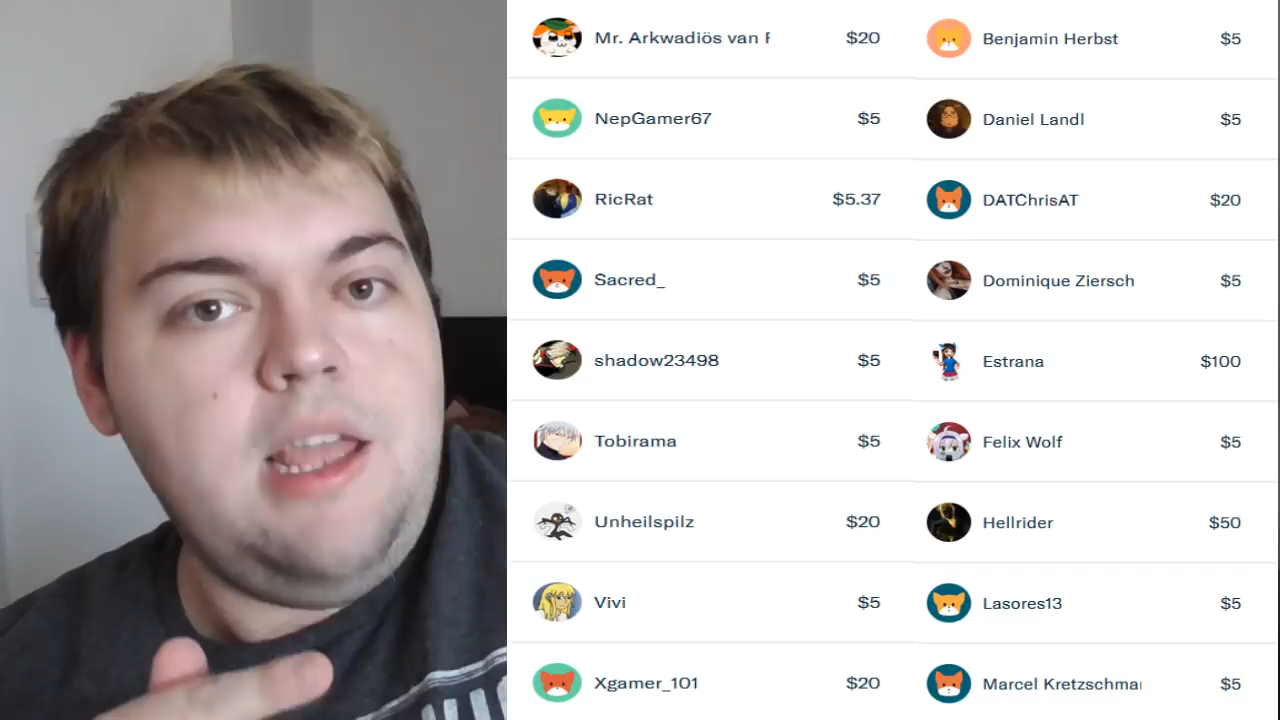 Mr. Arkwadiös van F $20
NepGamer67 $5
RicRat $5.37
Sacred_ $5
shadow23498 $5
Tobirama $5
Unheilspilz $20
Vivi $5
Xgamer_101 $20
Benjamin Herbst $5
Daniel Landl $5
DATChrisAT $20
Dominique Ziersch $5
Estrana $100
Felix Wolf $5
Hellrider $50
Lasores13 $5
Marcel Kretzschmar $5